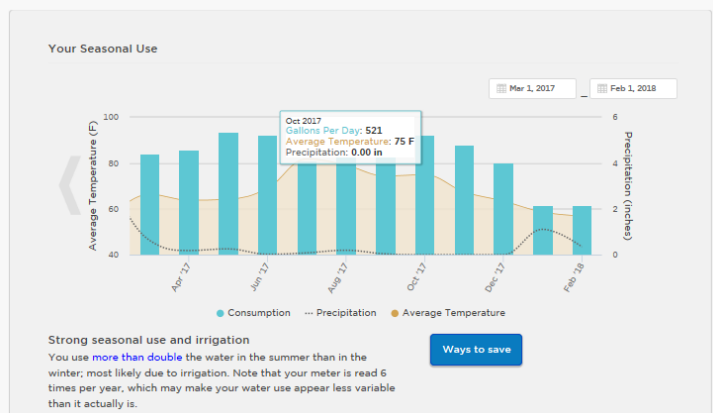 Your Seasonal Use
Mar 1, 2017 _ Feb 1, 2018
Oct 2017
Gallons Per Day: 521
Average Temperature: 75 F
Precipitation: 0.00 in
Average Temperature (F)
100
80
60
40
6
4
2
0
Precipitation (inches)
Apr '17
Jun '17
Aug '17
Oct '17
Dec '17
Feb '18
Consumption Precipitation Average Temperature
Strong seasonal use and irrigation
You use more than double the water in the summer than in the
winter; most likely due to irrigation. Note that your meter is read 6
times per year, which may make your water use appear less variable
than it actually is.
Ways to save